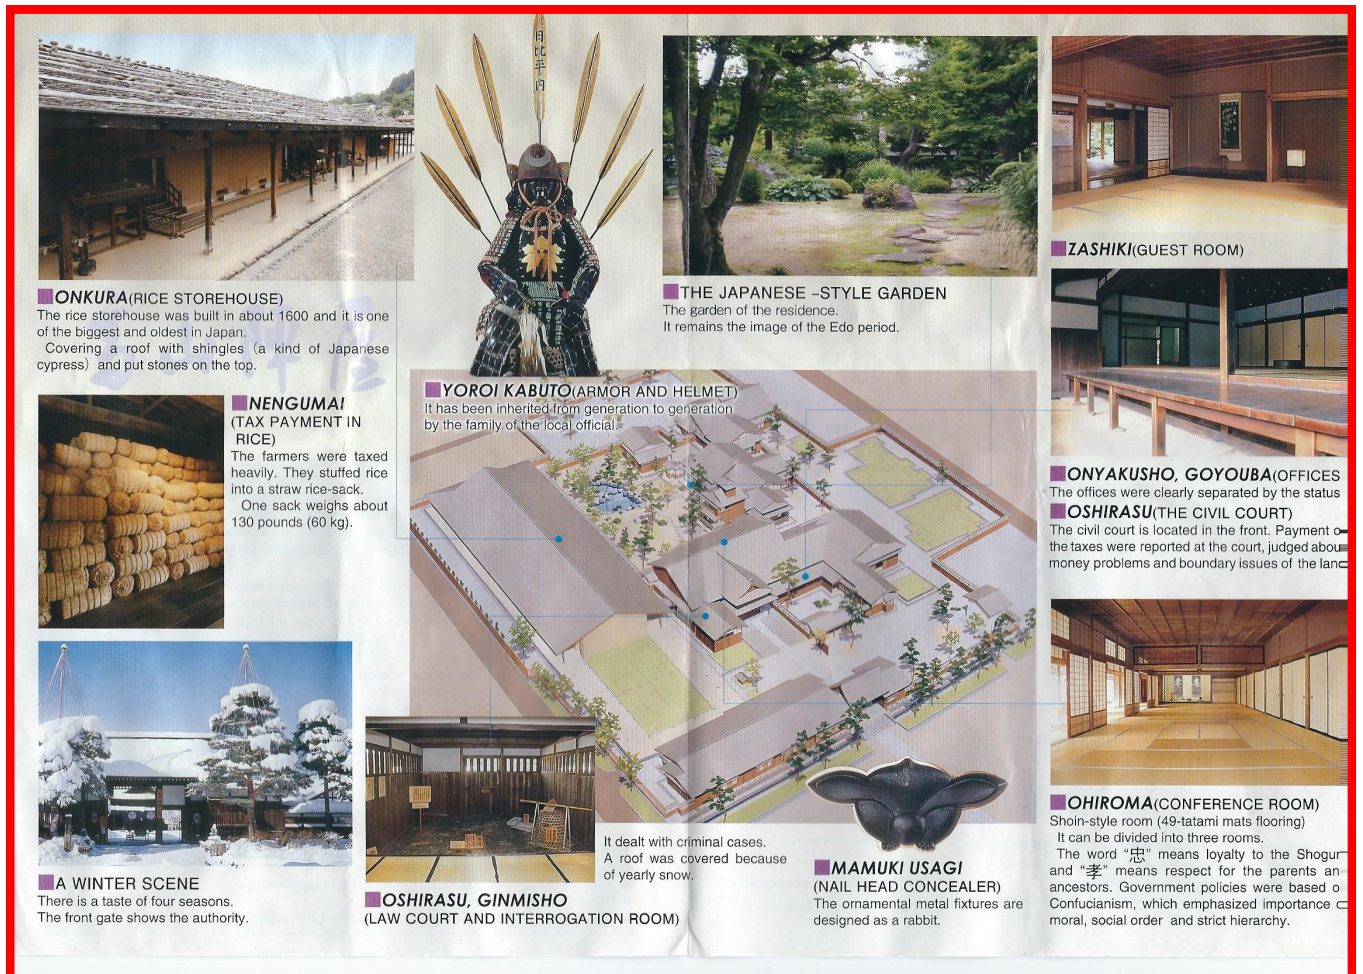 目比平内
ONKURA(RICE STOREHOUSE)
The rice storehouse was built in about 1600 and it is one
of the biggest and oldest in Japan.
Covering a roof with shingles (a kind of Japanese
cypress) and put stones on the top.
NENGUMAI
(TAX PAYMENT IN
RICE)
The farmers were taxed
heavily. They stuffed rice
into a straw rice-sack.
One sack weighs about
130 pounds (60 kg).
A WINTER SCENE
There is a taste of four seasons.
The front gate shows the authority.
YOROI KABUTO(ARMOR AND HELMET)
It has been inherited from generation to generation
by the family of the local official.
THE JAPANESE -STYLE GARDEN
The garden of the residence.
It remains the image of the Edo period.
It dealt with criminal cases.
A roof was covered because
of yearly snow.
OSHIRASU, GINMISHO
(LAW COURT AND INTERROGATION ROOM)
MAMUKI USAGI
(NAIL HEAD CONCEALER)
The ornamental metal fixtures are
designed as a rabbit.
ZASHIKI(GUEST ROOM)
ONYAKUSHO, GOYOUBA(OFFICES
The offices were clearly separated by the status
OSHIRASU(THE CIVIL COURT)
The civil court is located in the front. Payment o
the taxes were reported at the court, judged abou
money problems and boundary issues of the lan
OHIROMA(CONFERENCE ROOM)
Shoin-style room (49-tatami mats flooring)
It can be divided into three rooms.
The word "忠" means loyalty to the Shogur
and "孝" means respect for the parents an
ancestors. Government policies were based o
Confucianism, which emphasized importance
moral, social order and strict hierarchy.